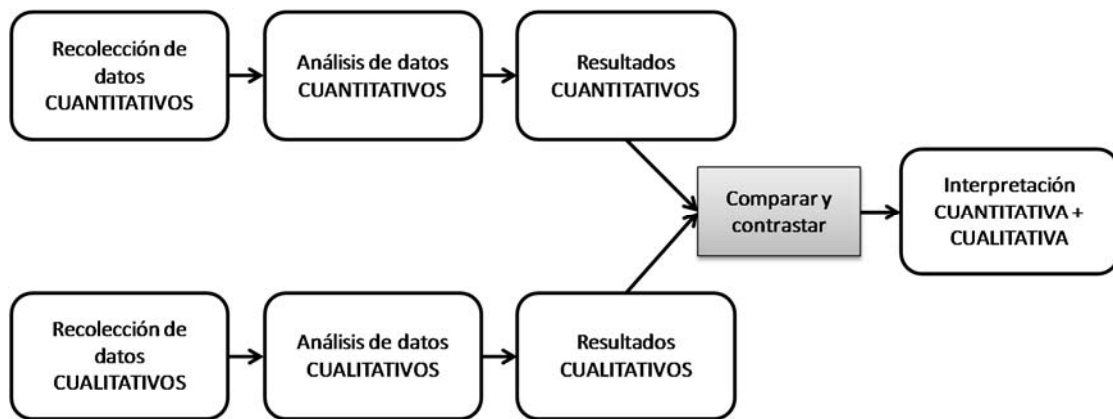 Recolección de
datos
CUANTITATIVOS
Análisis de datos
CUANTITATIVOS
Resultados
CUANTITATIVOS
Comparar y
contrastar
Interpretación
CUANTITATIVA +
CUALITATIVA
Recolección de
datos
CUALITATIVOS
Análisis de datos
CUALITATIVOS
Resultados
CUALITATIVOS